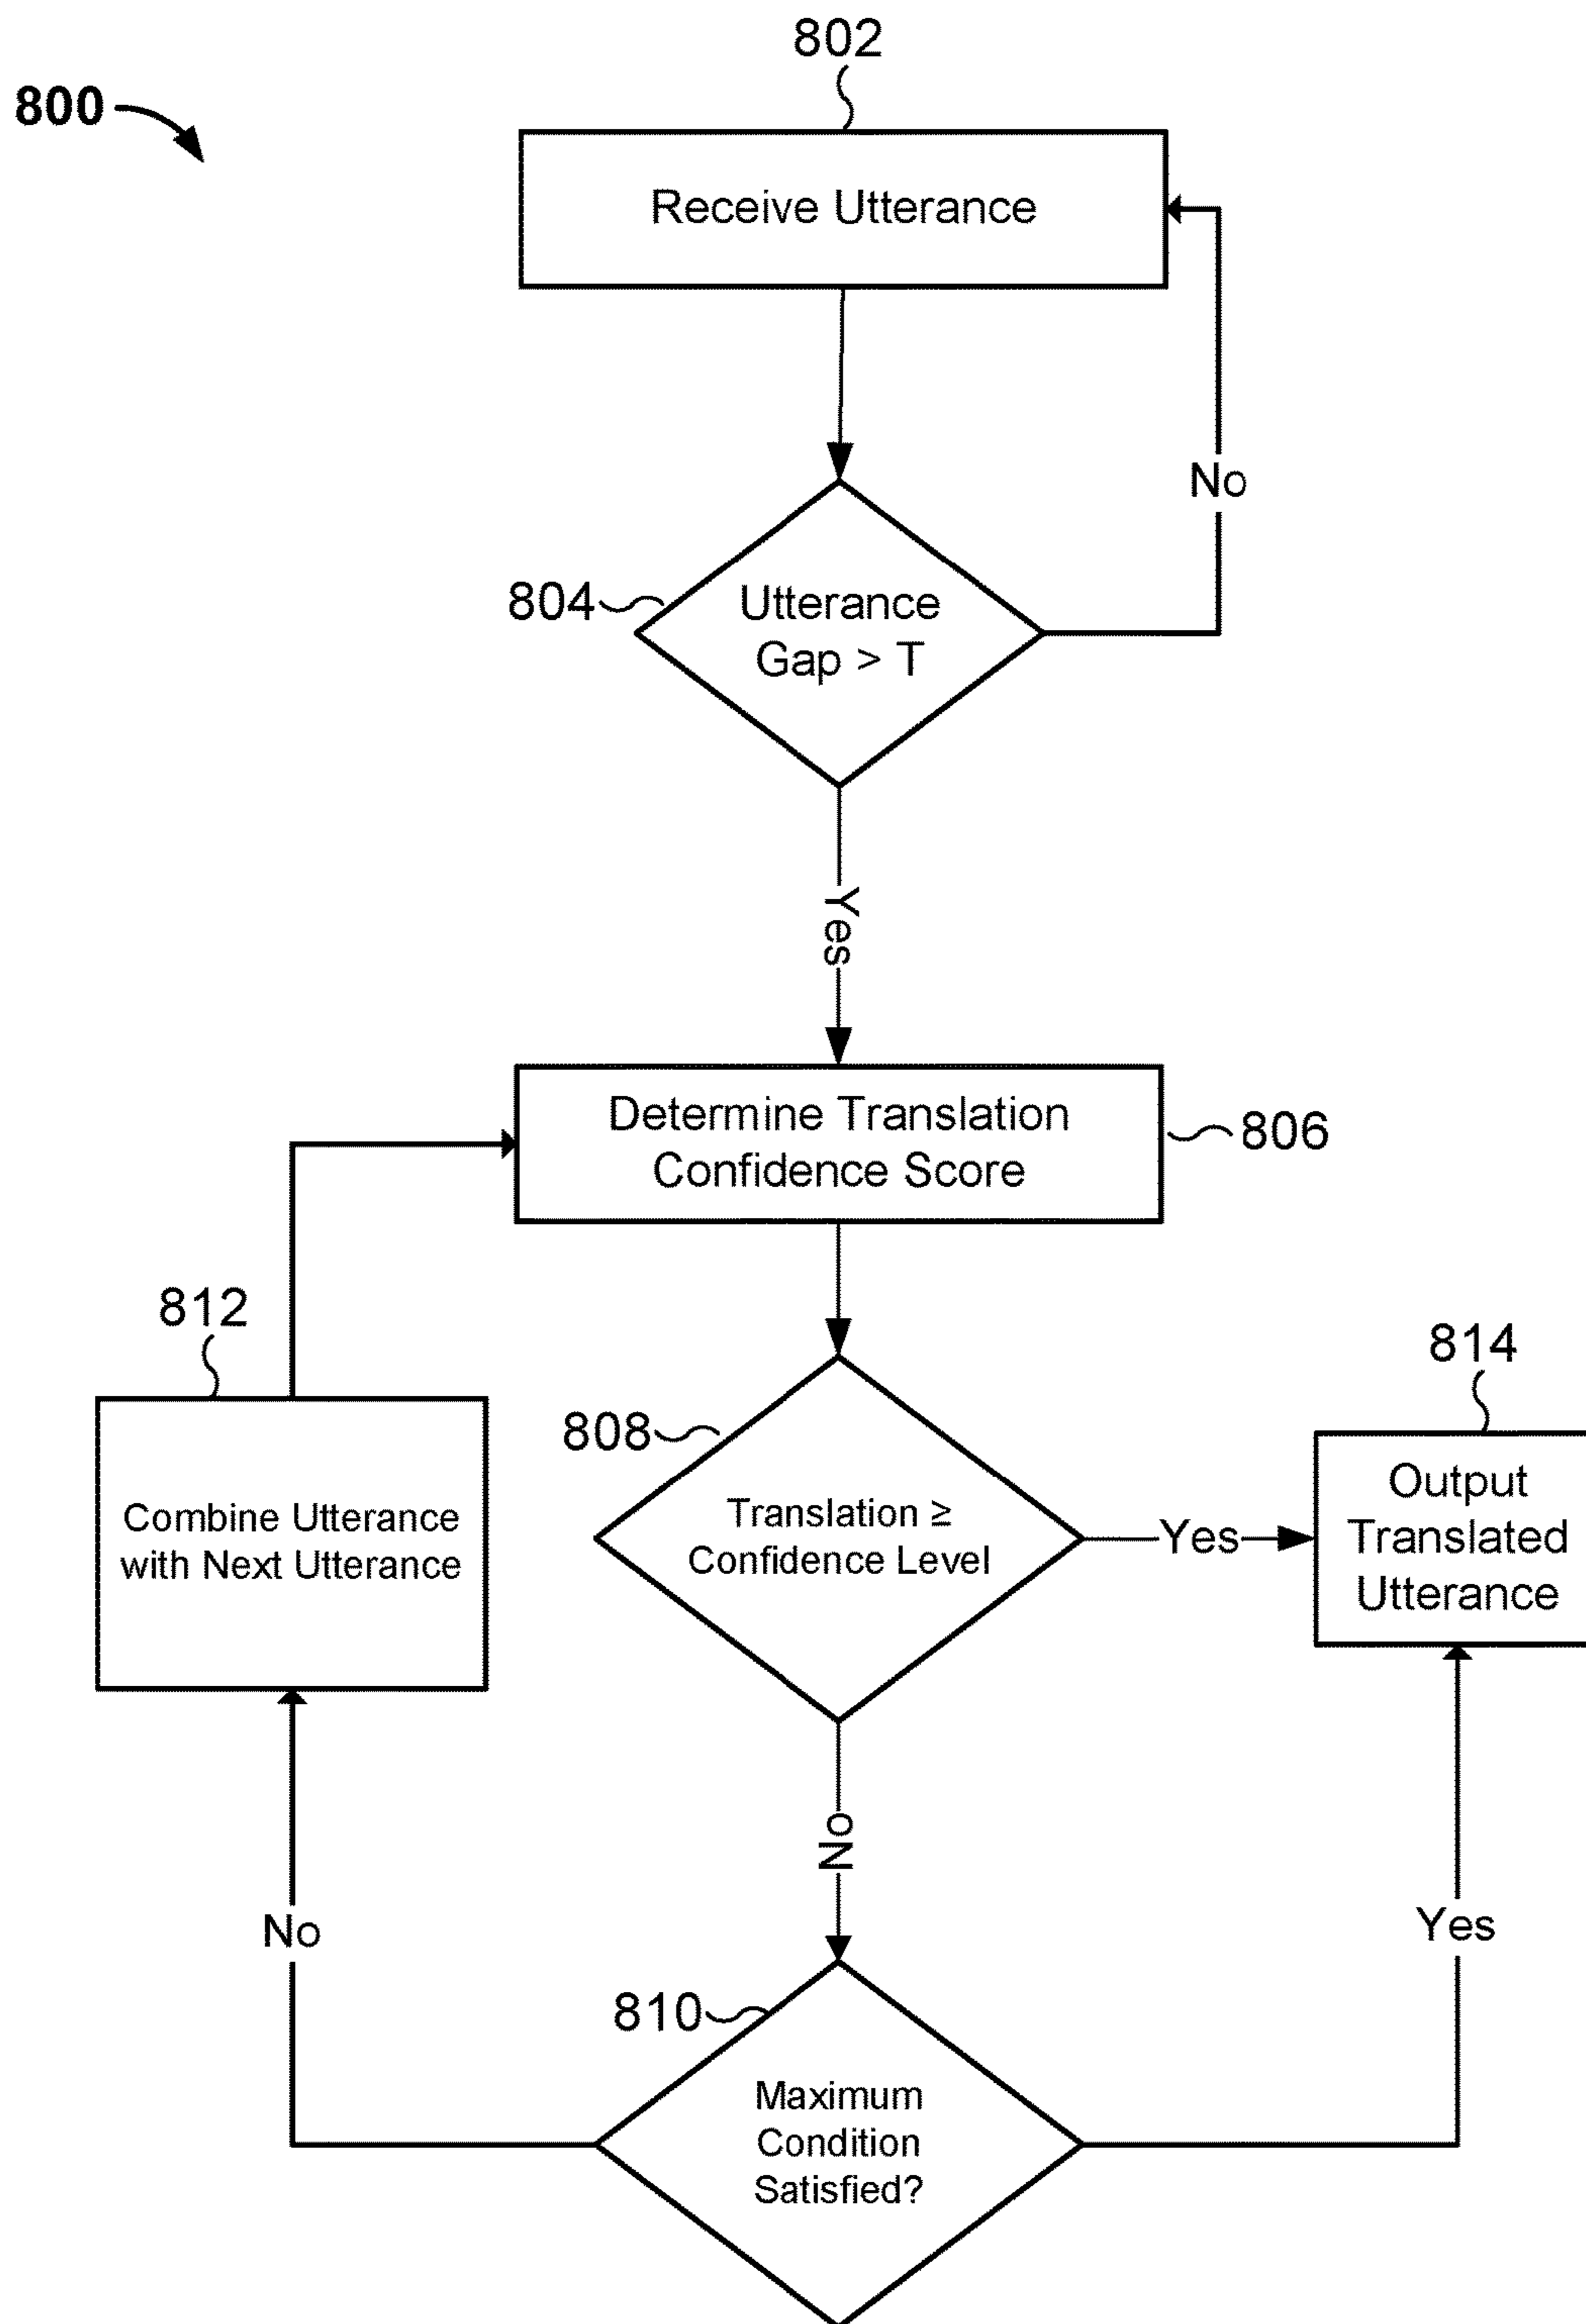 802
800
Receive Utterance
No
804
Utterance
Gap > T
Yes
Determine Translation
Confidence Score
806
812
814
808
Combine Utterance
with Next Utterance
Translation ≥
Confidence Level
Yes
Output
Translated
Utterance
No
No
Yes
810
Maximum
Condition
Satisfied?